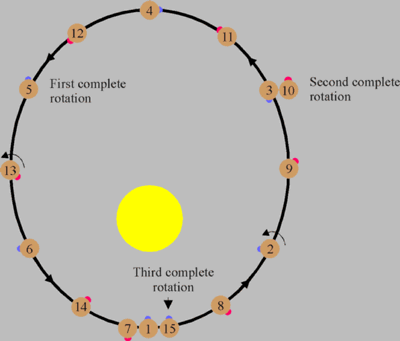 4
12
11
5
First complete
rotation
3
10
Second complete
rotation
13
9
6
2
Third complete
rotation
14
8
7
1
15